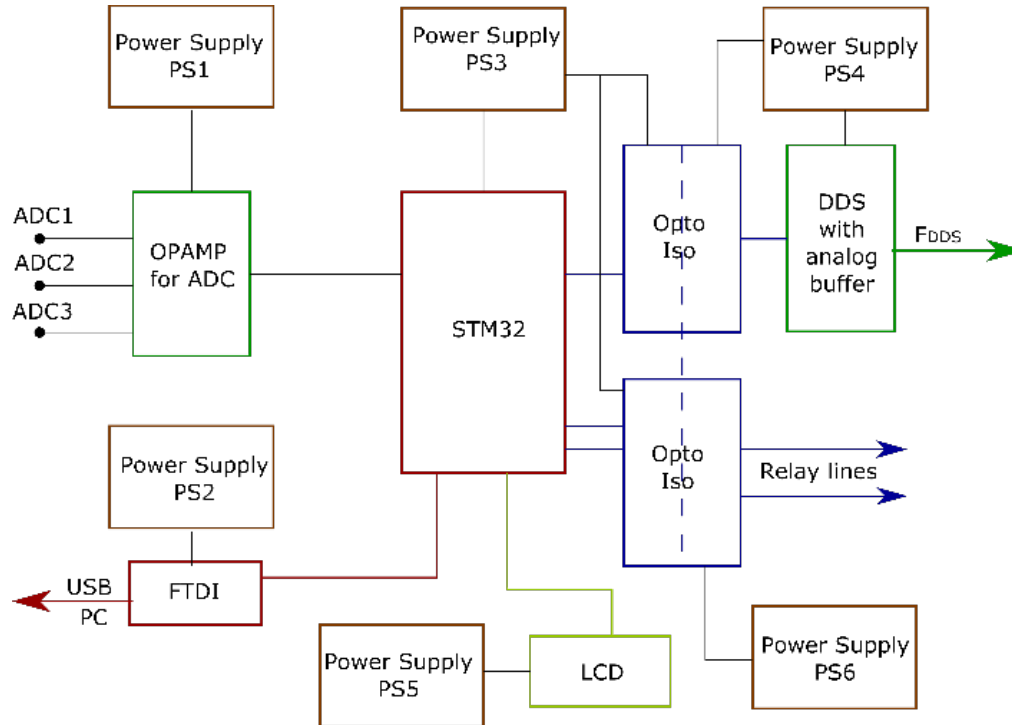 Power Supply
PS1
Power Supply
PS3
Power Supply
PS4
ADC1
ADC2
ADC3
OPAMP
for ADC
STM32
Opto
Iso
DDS
with
analog
buffer
FDDS
Power Supply
PS2
Opto
Iso
Relay lines
USB
PC
FTDI
Power Supply
PS5
LCD
Power Supply
PS6